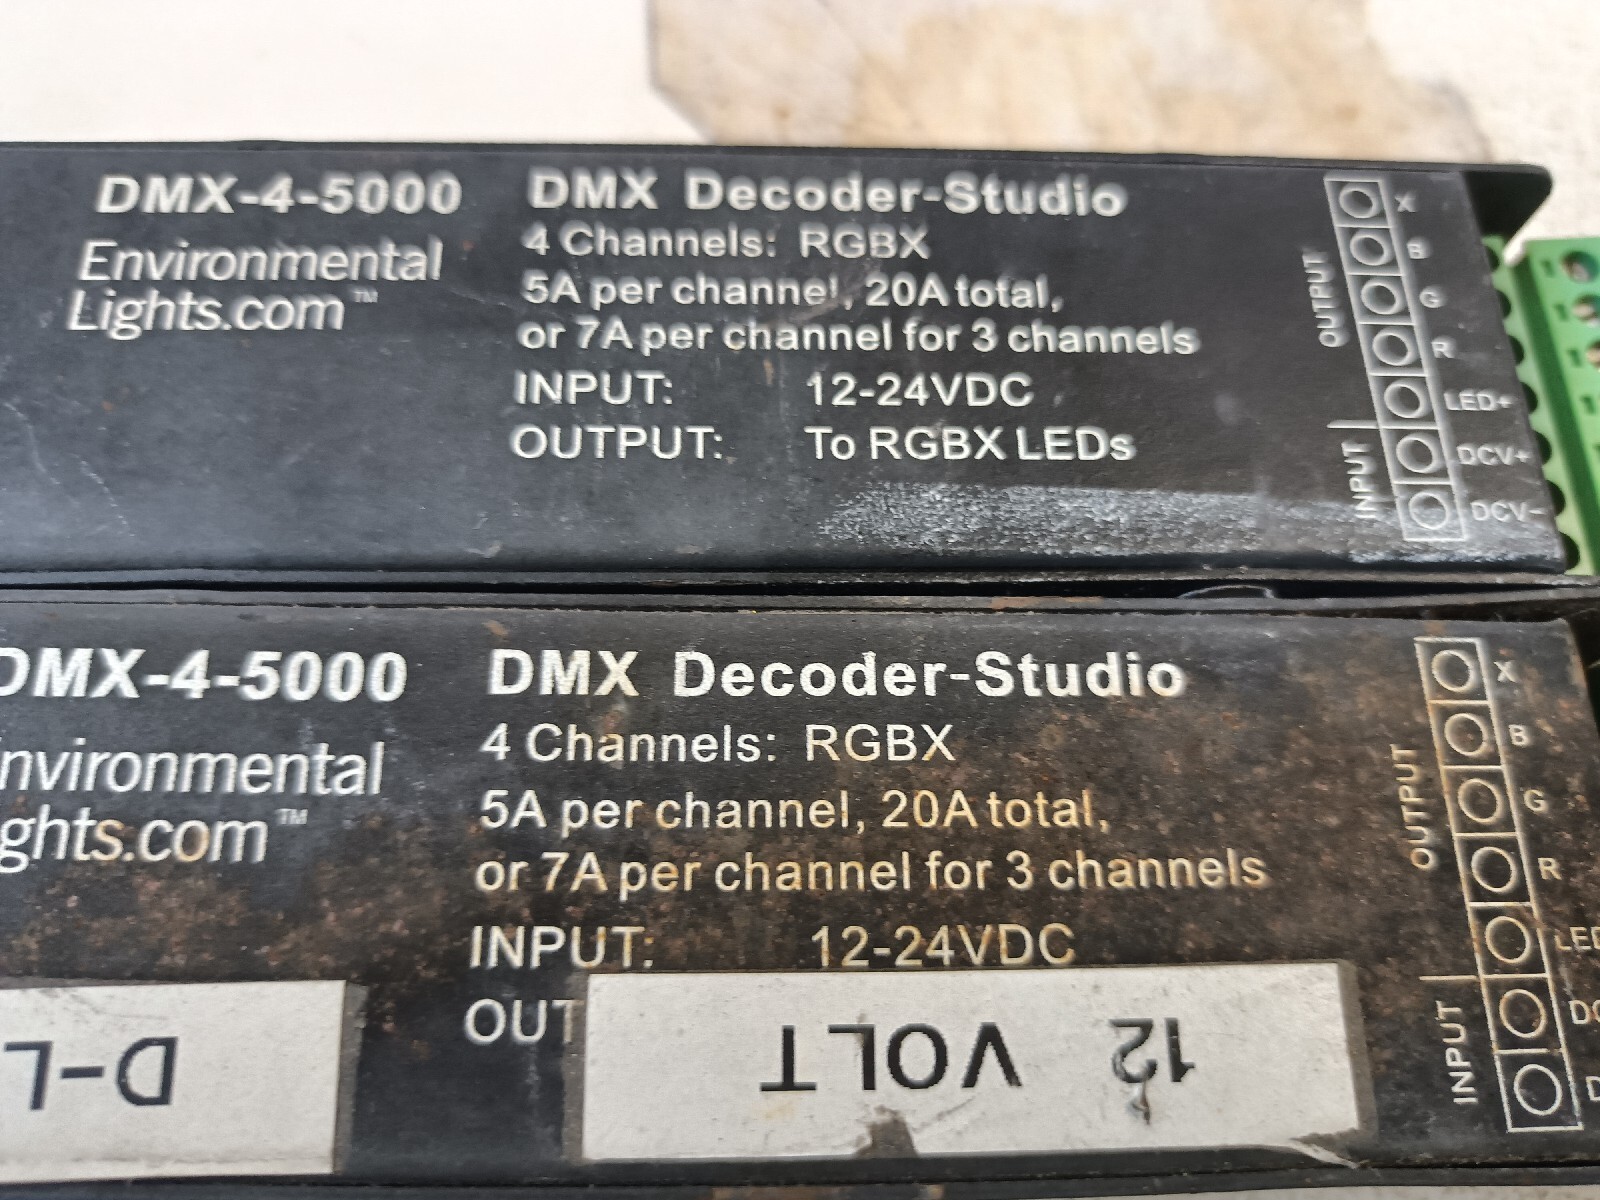 DMX-4-5000
Environmental
Lights.com™
DMX Decoder-Studio
4 Channels: RGBX
5A per channel, 20A total,
or 7A per channel for 3 channels
INPUT: 12-24VDC
OUTPUT: To RGBX LEDs
OUTPUT
INPUT
X
B
G
R
LED+
DCV+
DCV-
DMX-4-5000
nvironmental
ghts.com™
DMX Decoder-Studio
4 Channels: RGBX
5A per channel, 20A total,
or 7A per channel for 3 channels
INPUT: 12-24VDC
OUT
12 VOLT
D-L
OUTPUT
INPUT
X
B
G
R
LED
DC
D